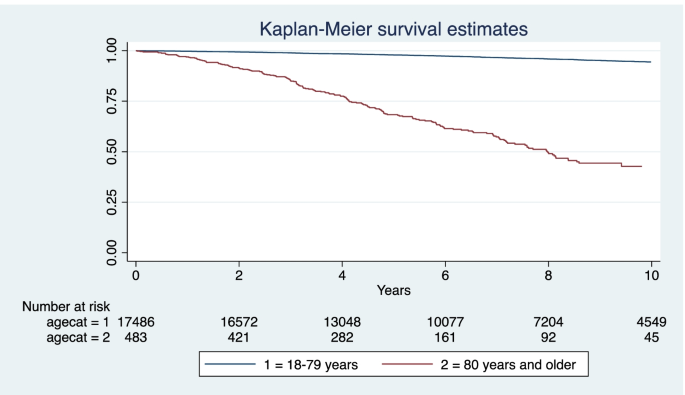 Kaplan-Meier survival estimates
1.00
0.75
0.50
0.25
0.00
0 2 4 6 8 10
Years
Number at risk
agecat = 1 17486 16572 13048 10077 7204 4549
agecat = 2 483 421 282 161 92 45
1 = 18-79 years 2 = 80 years and older